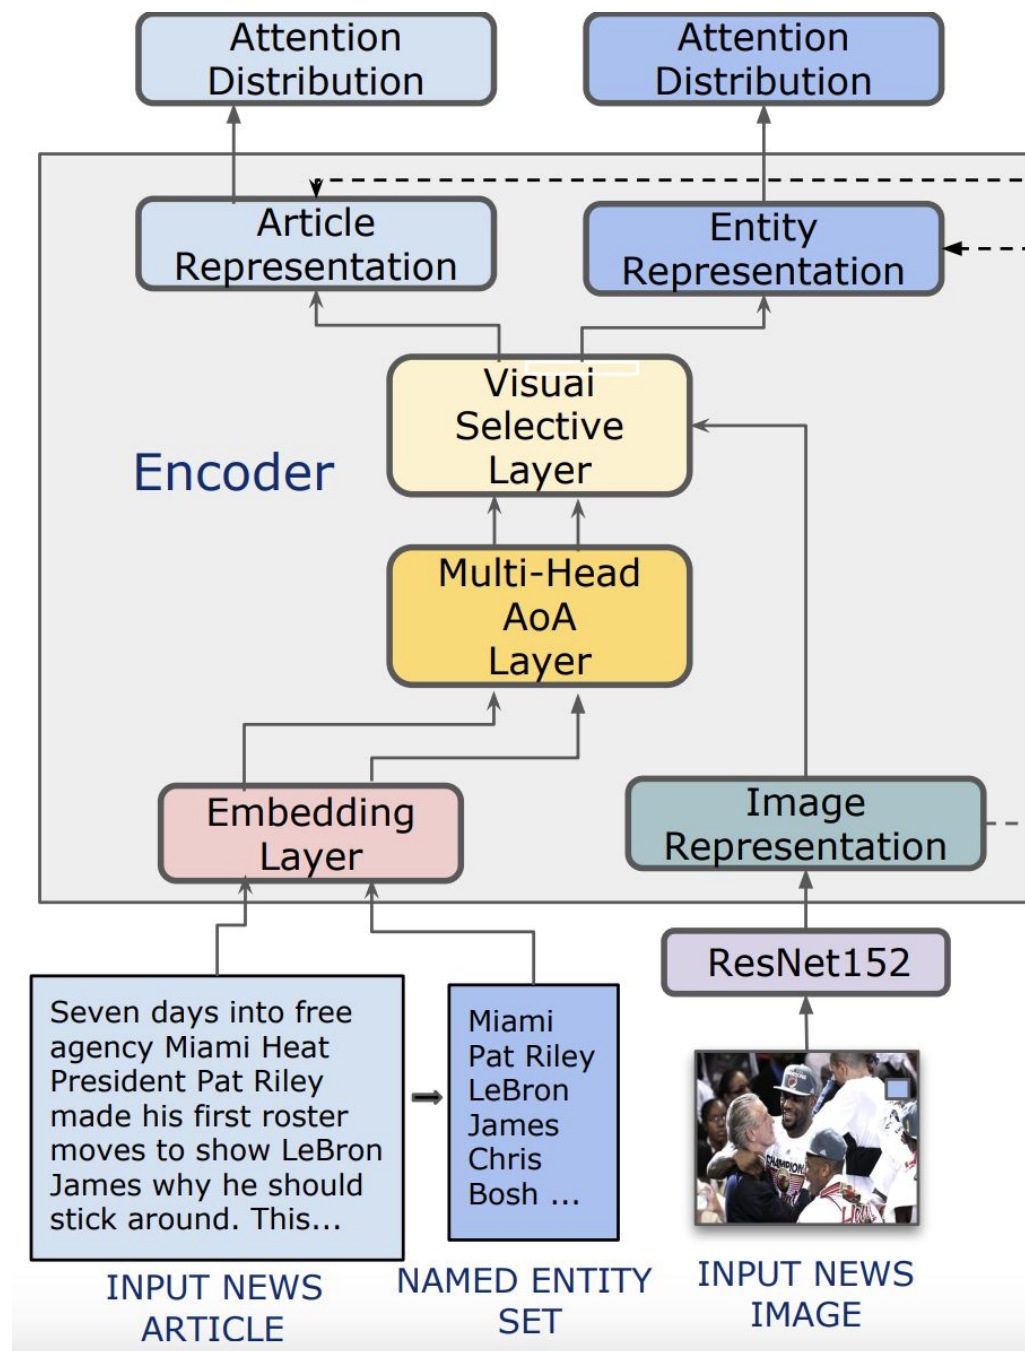 Attention
Distribution
Attention
Distribution
Article
Representation
Entity
Representation
Visual
Selective
Layer
Encoder
Multi-Head
AoA
Layer
Embedding
Layer
Image
Representation
ResNet152
Seven days into free
agency Miami Heat
President Pat Riley
made his first roster
moves to show LeBron
James why he should
stick around. This...
Miami
Pat Riley
LeBron
James
Chris
Bosh ...
CHAMPION
INPUT NEWS
ARTICLE
NAMED ENTITY
SET
INPUT NEWS
IMAGE